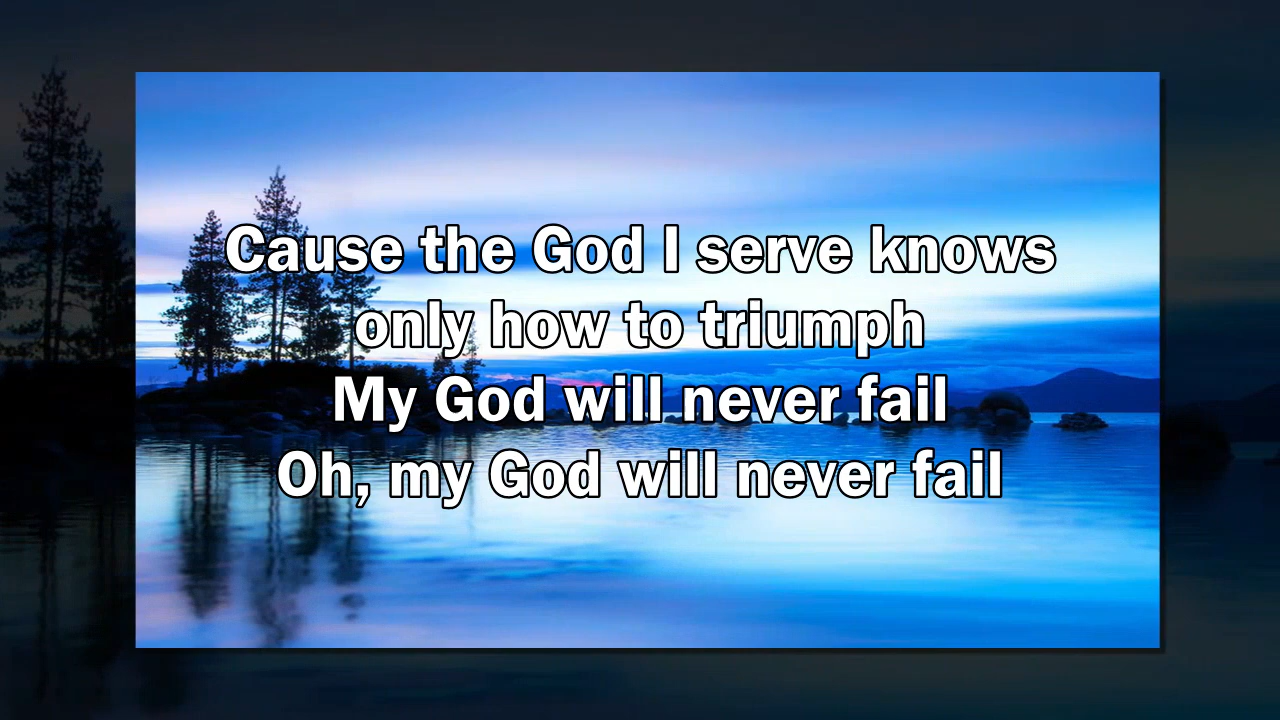 Cause the God I serve knows
only how to triumph
My God will never fail
Oh, my God will never fail